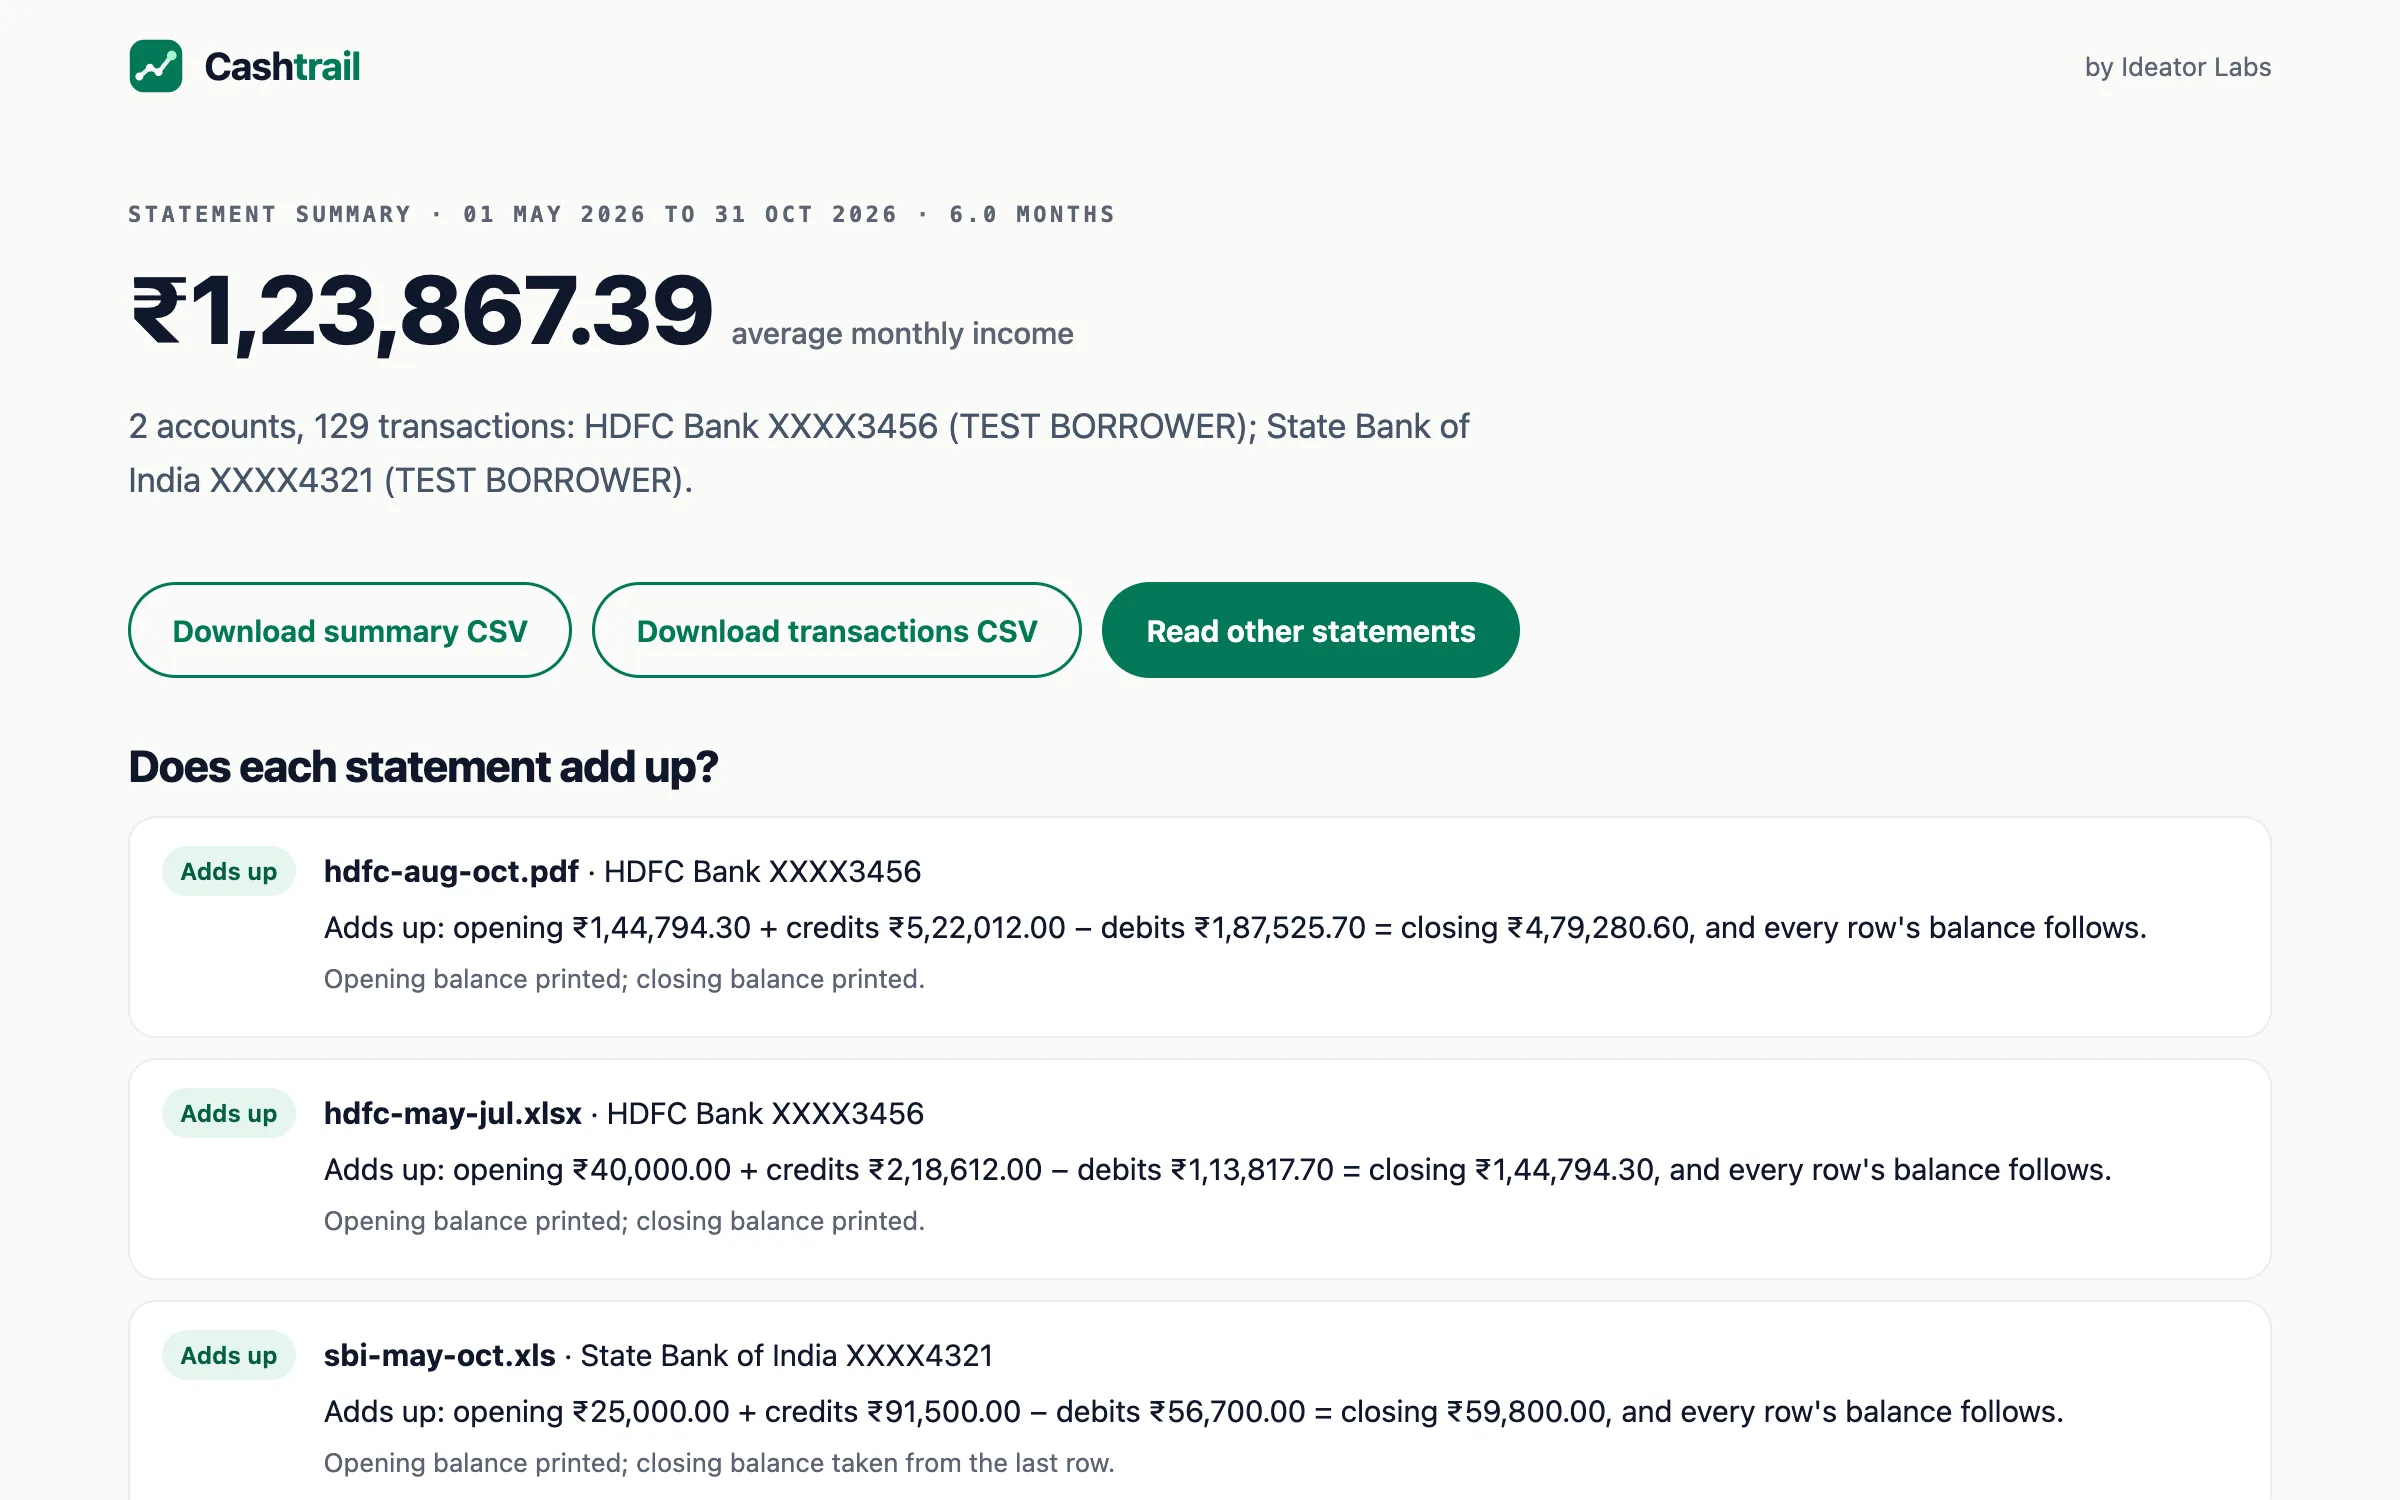 Cashtrail
by Ideator Labs
STATEMENT SUMMARY · 01 MAY 2026 TO 31 OCT 2026 · 6.0 MONTHS
₹1,23,867.39 average monthly income
2 accounts, 129 transactions: HDFC Bank XXXX3456 (TEST BORROWER); State Bank of
India XXXX4321 (TEST BORROWER).
Download summary CSV
Download transactions CSV
Read other statements
Does each statement add up?
Adds up
hdfc-aug-oct.pdf · HDFC Bank XXXX3456
Adds up: opening ₹1,44,794.30 + credits ₹5,22,012.00 – debits ₹1,87,525.70 = closing ₹4,79,280.60, and every row's balance follows.
Opening balance printed; closing balance printed.
Adds up
hdfc-may-jul.xlsx · HDFC Bank XXXX3456
Adds up: opening ₹40,000.00 + credits ₹2,18,612.00 – debits ₹1,13,817.70 = closing ₹1,44,794.30, and every row's balance follows.
Opening balance printed; closing balance printed.
Adds up
sbi-may-oct.xls · State Bank of India XXXX4321
Adds up: opening ₹25,000.00 + credits ₹91,500.00 – debits ₹56,700.00 = closing ₹59,800.00, and every row's balance follows.
Opening balance printed; closing balance taken from the last row.